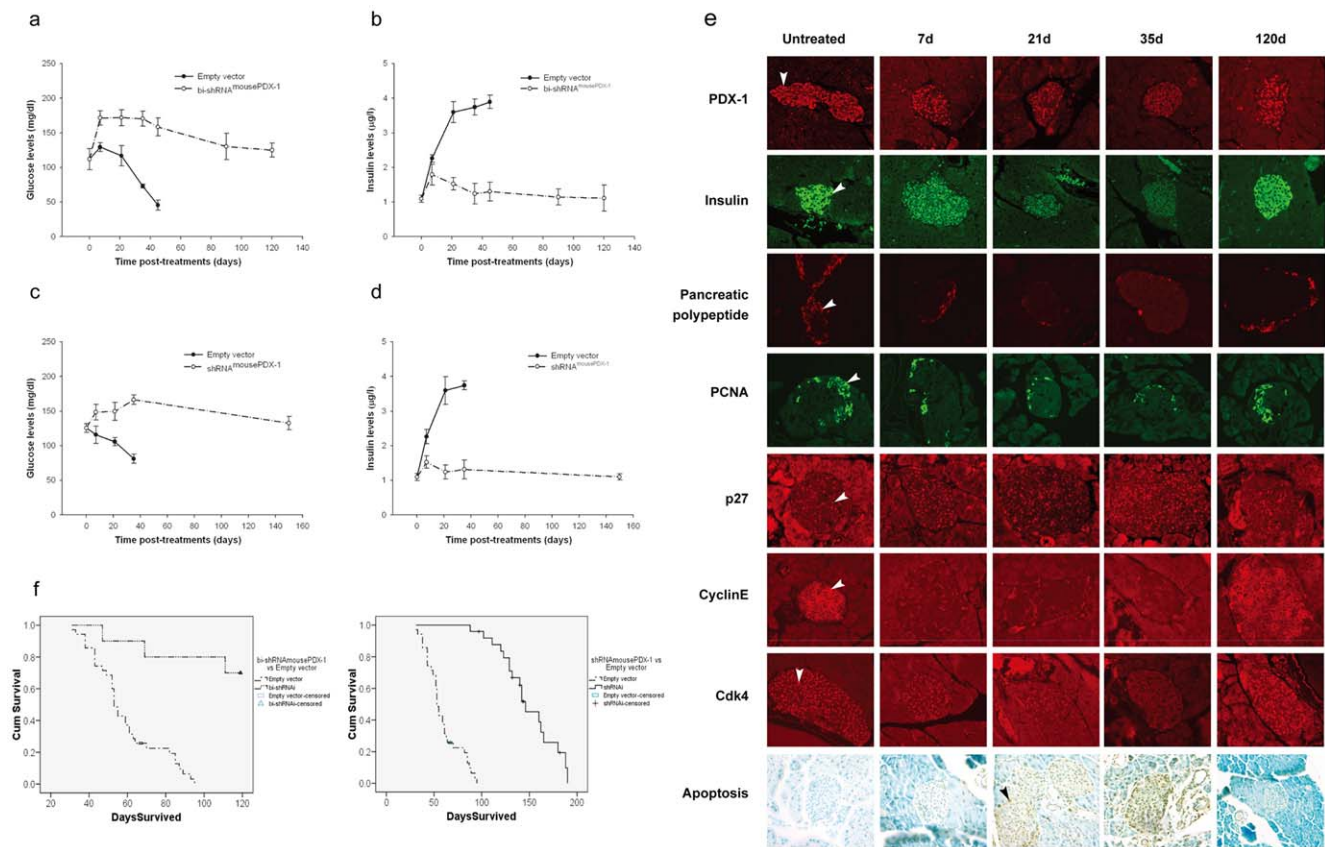 a
Empty vector
bi-shRNAmousePDX-1
Glucose levels (mg/dl)
250
200
150
100
50
0
0 20 40 60 80 100 120 140
Time post-treatments (days)
b
Empty vector
bi-shRNAmousePDX-1
Insulin levels (µg/l)
5
4
3
2
1
0 20 40 60 80 100 120 140
Time post-treatments (days)
c
Empty vector
shRNAmousePDX-1
Glucose levels (mg/dl)
250
200
150
100
50
0
0 20 40 60 80 100 120 140 160
Time post-treatments (days)
d
Empty vector
shRNAmousePDX-1
Insulin levels (µg/l)
5
4
3
2
1
0 20 40 60 80 100 120 140 160
Time post-treatments (days)
e
Untreated 7d 21d 35d 120d
PDX-1
Insulin
Pancreatic
polypeptide
PCNA
p27
CyclinE
Cdk4
Apoptosis
f
Cum Survival
1.0
0.8
0.6
0.4
0.2
0.0
20 40 60 80 100 120
DaysSurvived
bi-shRNAmousePDX-1
vs Empty vector
Empty vector
bi-shRNAi
Empty vector-censored
bi-shRNAi-censored
Cum Survival
1.0
0.8
0.6
0.4
0.2
0.0
0 50 100 150 200
DaysSurvived
shRNAmousePDX-1 vs
Empty vector
Empty vector
shRNAi
Empty vector-censored
shRNAi-censored